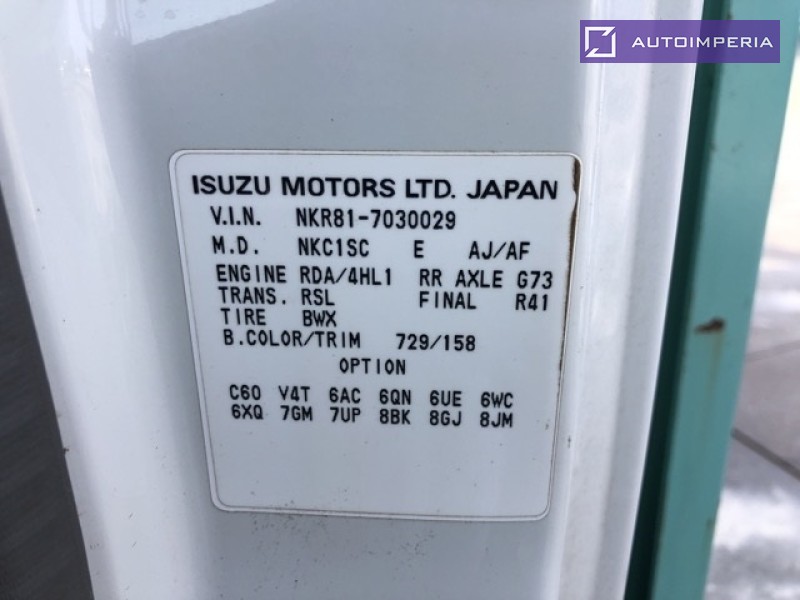 AUTOIMPERIA
ISUZU MOTORS LTD. JAPAN
V.I.N. NKR81-7030029
M.D. NKC1SC E AJ/AF
ENGINE RDA/4HL1 RR AXLE G73
TRANS. RSL FINAL R41
TIRE BWX
B.COLOR/TRIM 729/158
OPTION
C60 V4T 6AC 6QN 6UE 6WC
6XQ 7GM 7UP 8BK 8GJ 8JM